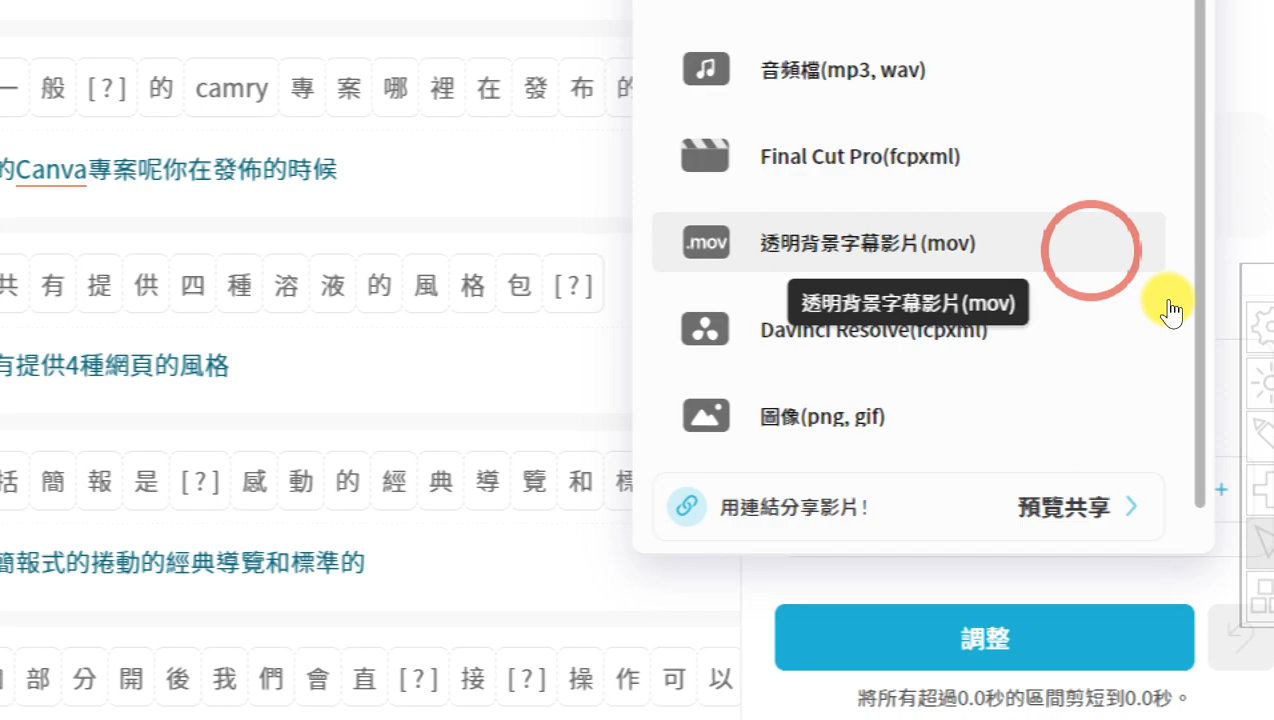 一 般 [?] 的 camry 專 案 哪 裡 在 發 布 的
的Canva專案呢你在發佈的時候
共 有 提 供 四 種 溶 液 的 風 格 包 [?]
有提供4種網頁的風格
括 簡 報 是 [?] 感 動 的 經 典 導 覽 和 標
簡報式的捲動的經典導覽和標準的
部 分 開 後 我 們 會 直 [?] 接 [?] 操 作 可 以
音頻檔(mp3, wav)
Final Cut Pro(fcpxml)
.mov 透明背景字幕影片(mov)
透明背景字幕影片(mov)
Davinci Resolve(fcpxml)
圖像(png, gif)
用連結分享影片! 預覽共享
調整
將所有超過0.0秒的區間剪短到0.0秒。